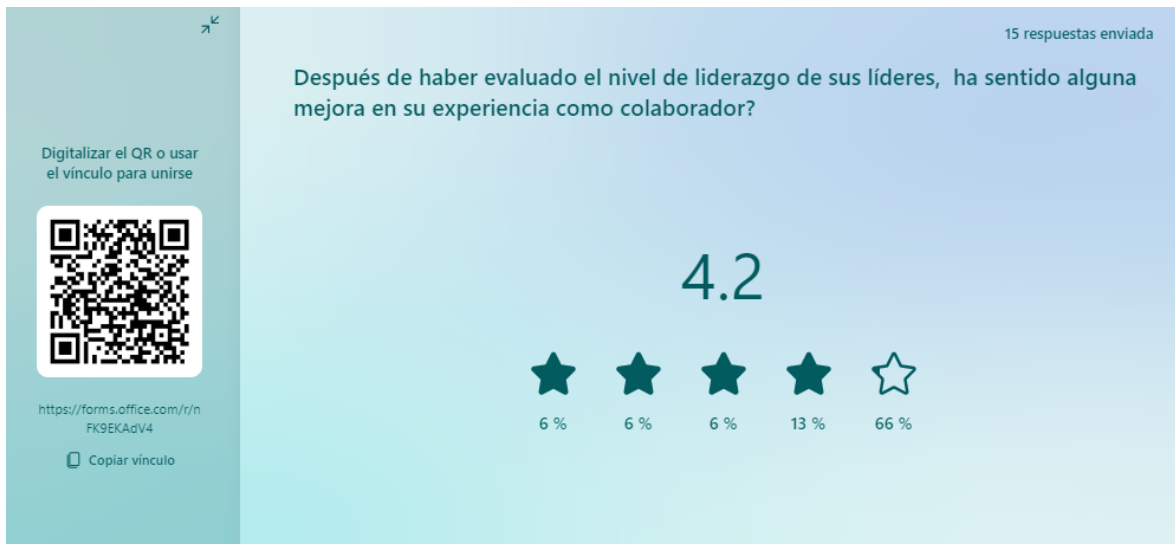 15 respuestas enviada
Después de haber evaluado el nivel de liderazgo de sus líderes, ha sentido alguna
mejora en su experiencia como colaborador?
Digitalizar el QR o usar
el vínculo para unirse
https://forms.office.com/r/n
FK9EKAdV4
Copiar vínculo
4.2
6 % 6 % 6 % 13 % 66 %